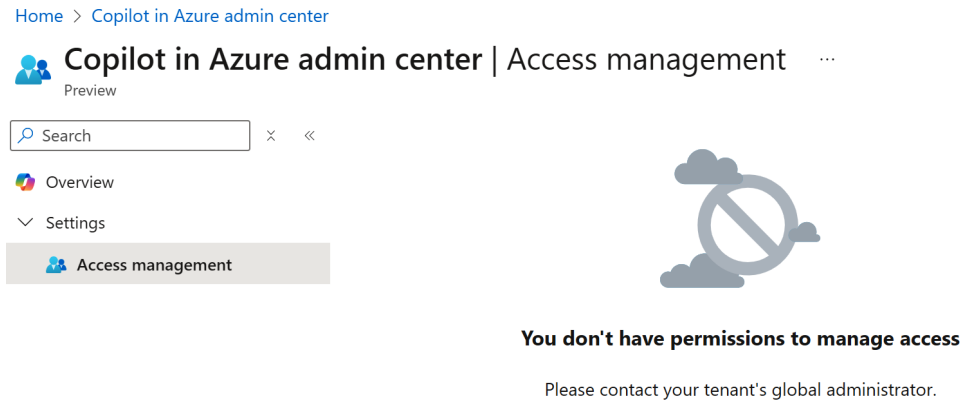 Home > Copilot in Azure admin center
Copilot in Azure admin center | Access management ...
Preview
Search
Overview
Settings
Access management
You don't have permissions to manage access
Please contact your tenant's global administrator.